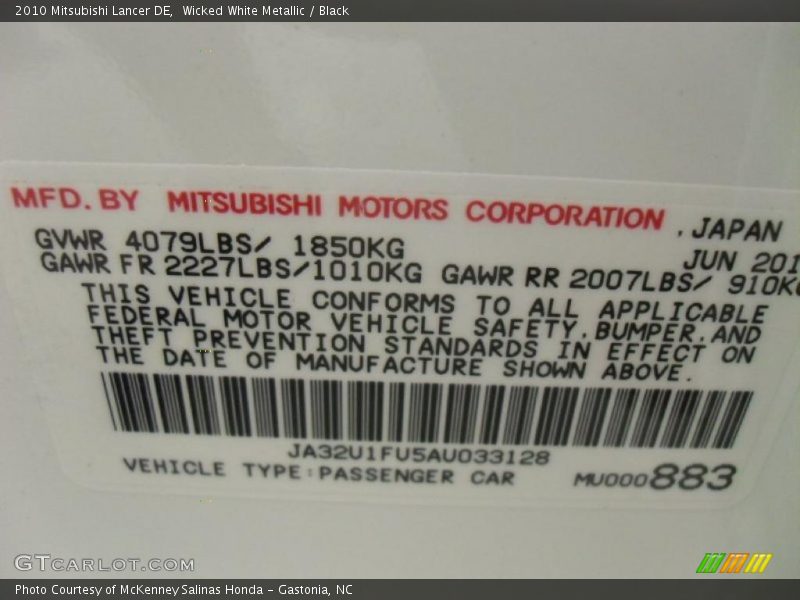 2010 Mitsubishi Lancer DE,  Wicked White Metallic / Black
MFD. BY MITSUBISHI MOTORS CORPORATION , JAPAN
GVWR 4079LBS/ 1850KG JUN 201
GAWR FR 2227LBS/1010KG GAWR RR 2007LBS/ 910KG
THIS VEHICLE CONFORMS TO ALL APPLICABLE
FEDERAL MOTOR VEHICLE SAFETY, BUMPER, AND
THEFT PREVENTION STANDARDS IN EFFECT ON
THE DATE OF MANUFACTURE SHOWN ABOVE.
JA32U1FU5AU033128
VEHICLE TYPE:PASSENGER CAR MU000883
GTCARLOT.COM
Photo Courtesy of McKenney Salinas Honda - Gastonia, NC